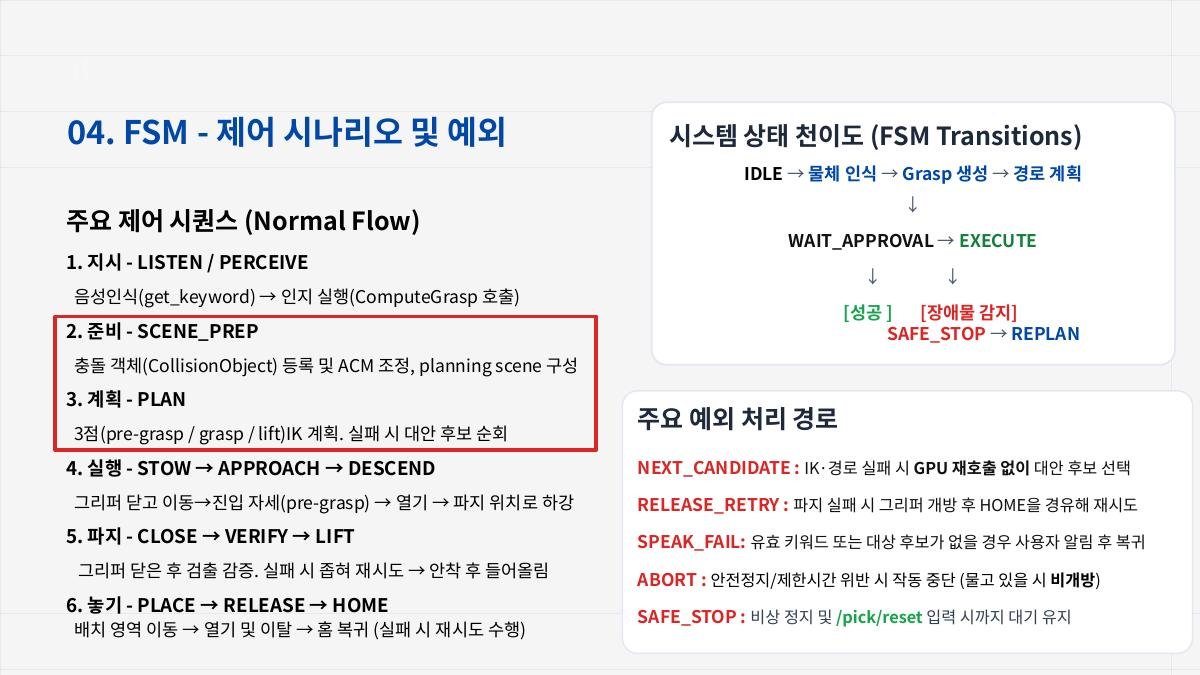 04. FSM - 제어 시나리오 및 예외
주요 제어 시퀀스 (Normal Flow)
1. 지시 - LISTEN / PERCEIVE
음성인식(get_keyword) → 인지 실행(ComputeGrasp 호출)
2. 준비 - SCENE_PREP
충돌 객체(CollisionObject) 등록 및 ACM 조정, planning scene 구성
3. 계획 - PLAN
3점(pre-grasp / grasp / lift)IK 계획. 실패 시 대안 후보 순회
4. 실행 - STOW → APPROACH → DESCEND
그리퍼 닫고 이동→진입 자세(pre-grasp) → 열기 → 파지 위치로 하강
5. 파지 - CLOSE → VERIFY → LIFT
그리퍼 닫은 후 검출 감증. 실패 시 좁혀 재시도 → 안착 후 들어올림
6. 놓기 - PLACE → RELEASE → HOME
배치 영역 이동 → 열기 및 이탈 → 홈 복귀 (실패 시 재시도 수행)
시스템 상태 천이도 (FSM Transitions)
IDLE → 물체 인식 → Grasp 생성 → 경로 계획
↓
WAIT_APPROVAL → EXECUTE
↓ ↓
[성공 ] [장애물 감지]
SAFE_STOP → REPLAN
주요 예외 처리 경로
NEXT_CANDIDATE : IK·경로 실패 시 GPU 재호출 없이 대안 후보 선택
RELEASE_RETRY : 파지 실패 시 그리퍼 개방 후 HOME을 경유해 재시도
SPEAK_FAIL: 유효 키워드 또는 대상 후보가 없을 경우 사용자 알림 후 복귀
ABORT : 안전정지/제한시간 위반 시 작동 중단 (물고 있을 시 비개방)
SAFE_STOP : 비상 정지 및 /pick/reset 입력 시까지 대기 유지